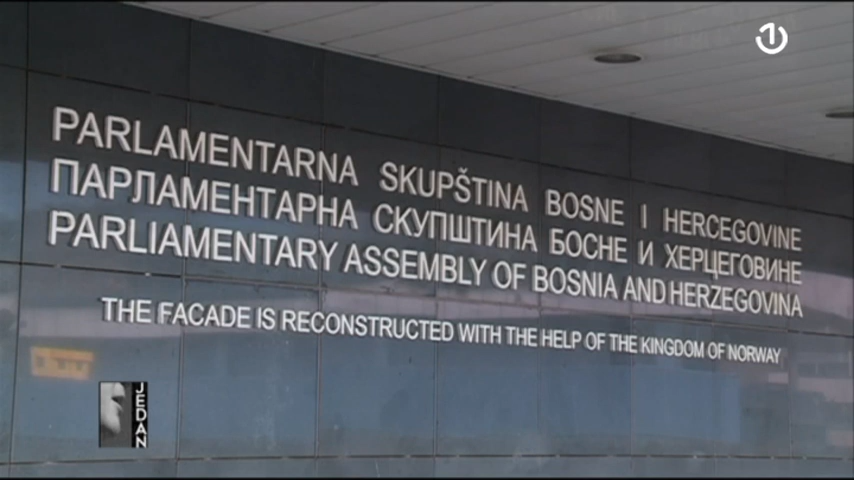 PARLAMENTARNA SKUPŠTINA BOSNE I HERCEGOVINE
ПАРЛАМЕНТАРНА СКУПШТИНА БОСНЕ И ХЕРЦЕГОВИНЕ
PARLIAMENTARY ASSEMBLY OF BOSNIA AND HERZEGOVINA
THE FACADE IS RECONSTRUCTED WITH THE HELP OF THE KINGDOM OF NORWAY
1
JEDAN